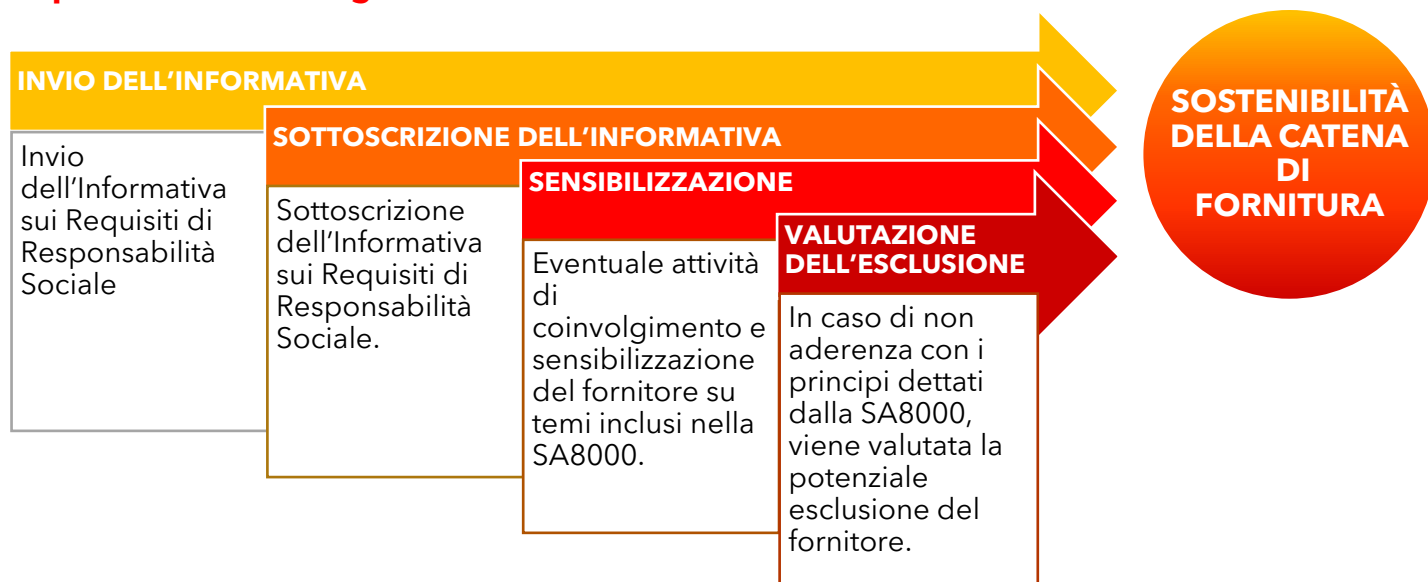 INVIO DELL'INFORMATIVA
Invio
dell'Informativa
sui Requisiti di
Responsabilità
Sociale
SOTTOSCRIZIONE DELL'INFORMATIVA
Sottoscrizione
dell'Informativa
sui Requisiti di
Responsabilità
Sociale.
SENSIBILIZZAZIONE
Eventuale attività
di
coinvolgimento e
sensibilizzazione
del fornitore su
temi inclusi nella
SA8000.
VALUTAZIONE
DELL'ESCLUSIONE
In caso di non
aderenza con i
principi dettati
dalla SA8000,
viene valutata la
potenziale
esclusione del
fornitore.
SOSTENIBILITÀ
DELLA CATENA
DI
FORNITURA